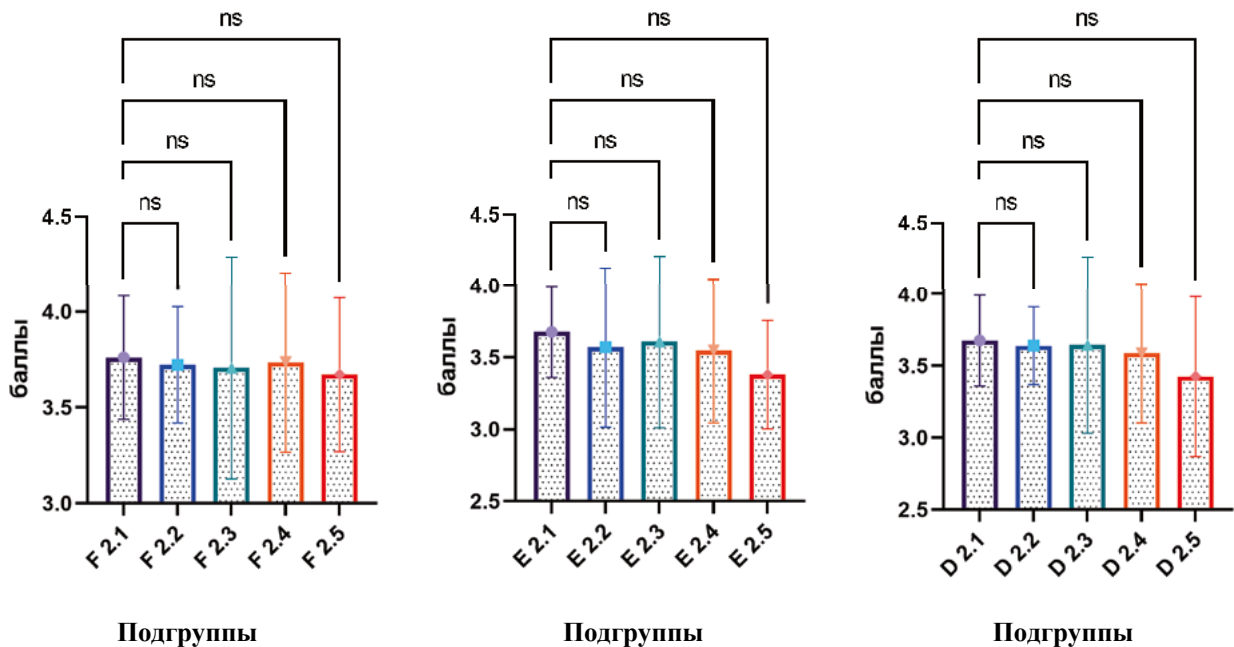 ns
ns
ns
ns
4.5
4.0
3.5
3.0
баллы
F 2.1
F 2.2
F 2.3
F 2.4
F 2.5
Подгруппы
ns
ns
ns
ns
4.5
4.0
3.5
3.0
2.5
баллы
E 2.1
E 2.2
E 2.3
E 2.4
E 2.5
Подгруппы
ns
ns
ns
ns
4.5
4.0
3.5
3.0
2.5
баллы
D 2.1
D 2.2
D 2.3
D 2.4
D 2.5
Подгруппы